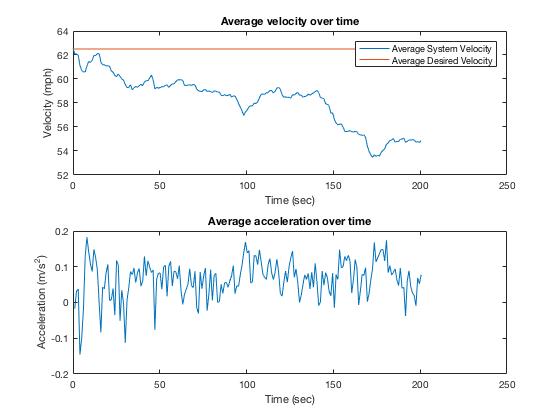 Average velocity over time
64
62
60
58
56
54
52
Velocity (mph)
Average System Velocity
Average Desired Velocity
0 50 100 150 200 250
Time (sec)
Average acceleration over time
0.2
0.1
0
-0.1
-0.2
Acceleration (m/s²)
0 50 100 150 200 250
Time (sec)